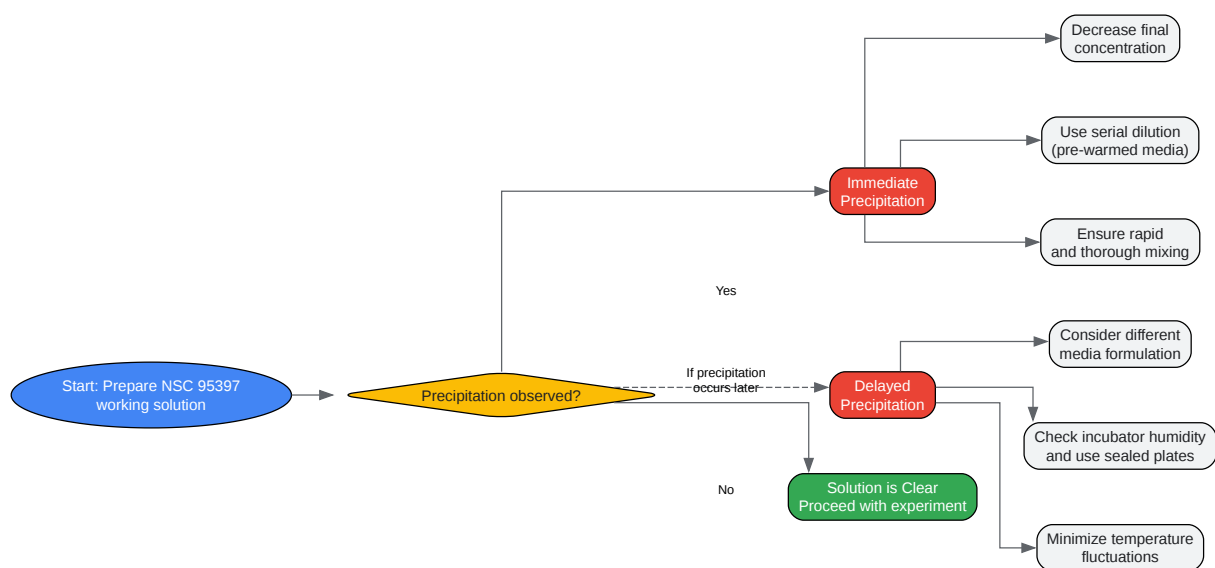 Decrease final
concentration
Use serial dilution
(pre-warmed media)
Immediate
Precipitation
Ensure rapid
and thorough mixing
Yes
Consider different
media formulation
Start: Prepare NSC 95397
working solution
Precipitation observed?
If precipitation
occurs later
Delayed
Precipitation
Check incubator humidity
and use sealed plates
No
Solution is Clear
Proceed with experiment
Minimize temperature
fluctuations